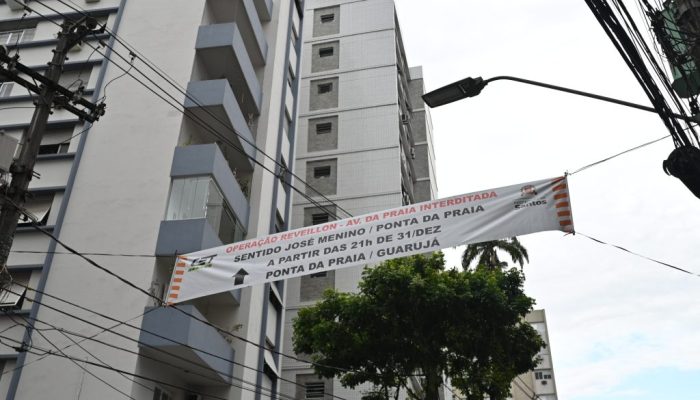 OPERAÇÃO REVEILLON - AV. DA PRAIA INTERDITADA
SENTIDO JOSÉ MENINO / PONTA DA PRAIA
A PARTIR DAS 21h DE 31/DEZ
PONTA DA PRAIA / GUARUJÁ
CET
Santos